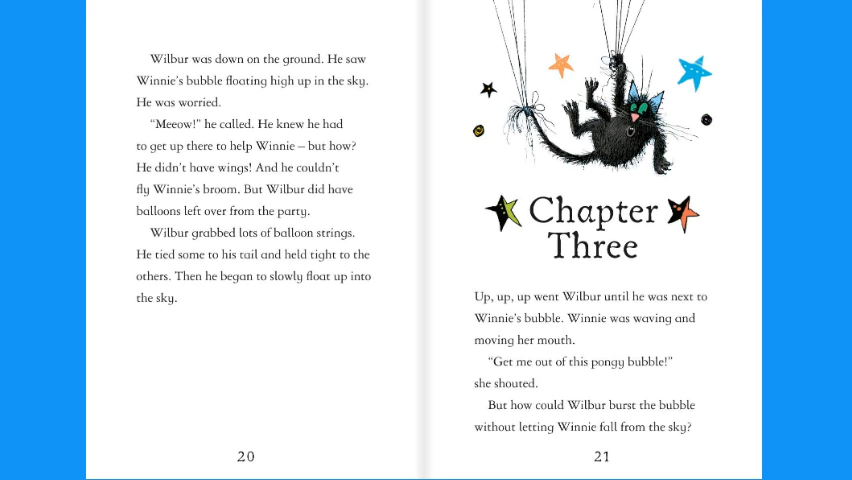 Wilbur was down on the ground. He saw
Winnie's bubble floating high up in the sky.
He was worried.
“Meeow!” he called. He knew he had
to get up there to help Winnie – but how?
He didn't have wings! And he couldn't
fly Winnie's broom. But Wilbur did have
balloons left over from the party.
Wilbur grabbed lots of balloon strings.
He tied some to his tail and held tight to the
others. Then he began to slowly float up into
the sky.
20
Chapter
Three
Up, up, up went Wilbur until he was next to
Winnie's bubble. Winnie was waving and
moving her mouth.
“Get me out of this pongy bubble!”
she shouted.
But how could Wilbur burst the bubble
without letting Winnie fall from the sky?
21